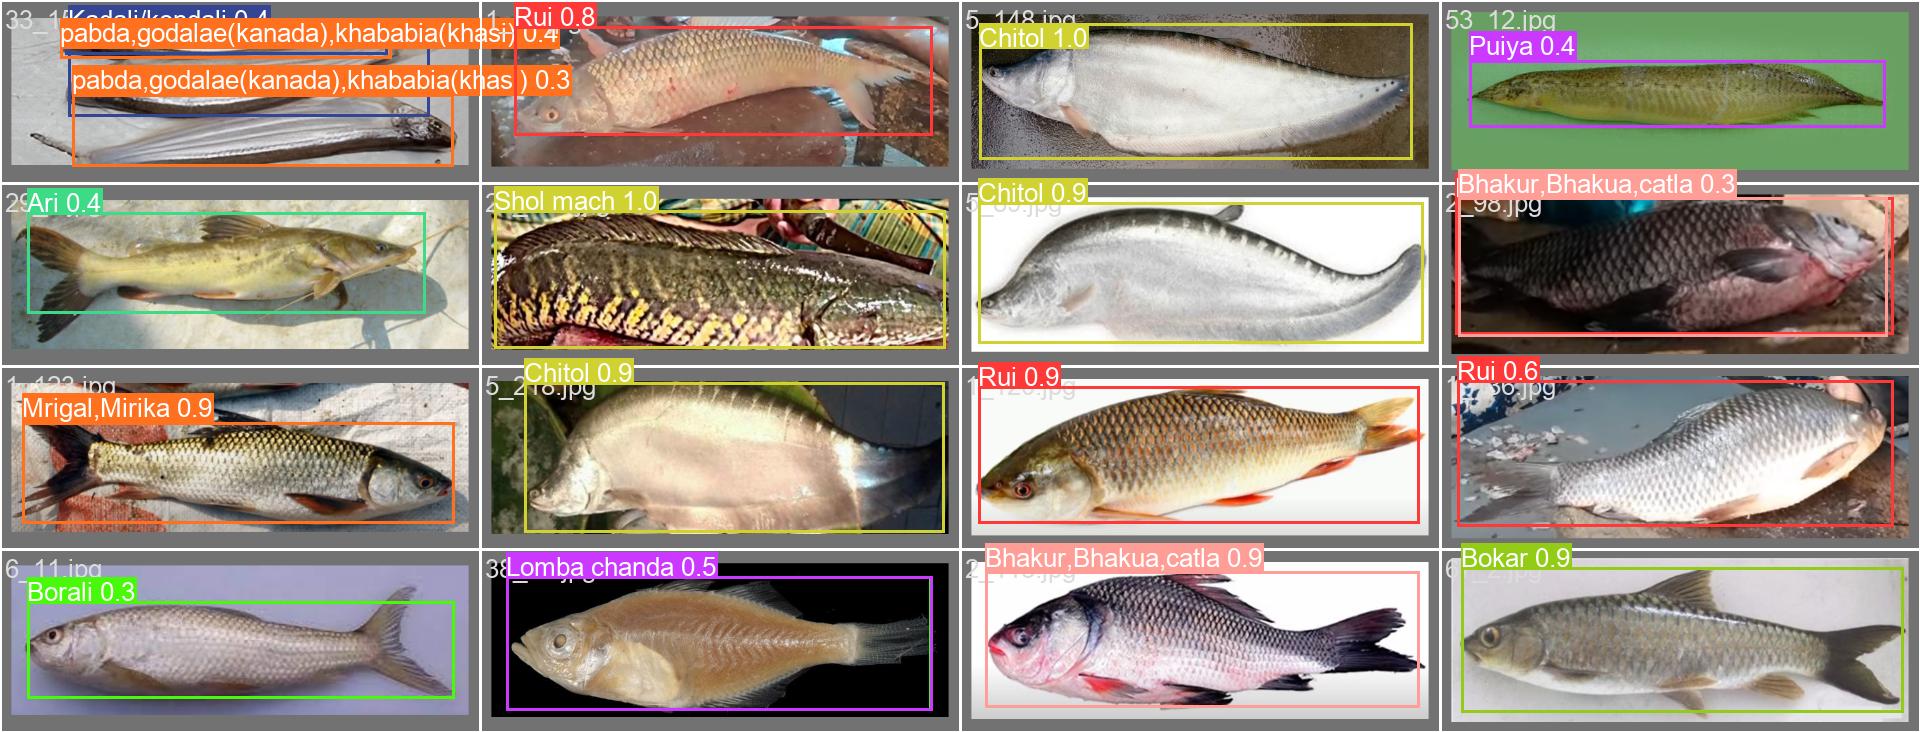 Kadali/kendali 0.4
pabda,godalae(kanada),khababia(khasi) 0.4
pabda,godalae(kanada),khababia(khas ) 0.3
Rui 0.8
5_148.jpg
Chitol 1.0
53_12.jpg
Puiya 0.4
Ari 0.4
Shol mach 1.0
Chitol 0.9
Bhakur,Bhakua,catla 0.3
2_98.jpg
Mrigal,Mirika 0.9
Chitol 0.9
Rui 0.9
Rui 0.6
6_11.jpg
Borali 0.3
Lomba chanda 0.5
Bhakur,Bhakua,catla 0.9
Bokar 0.9